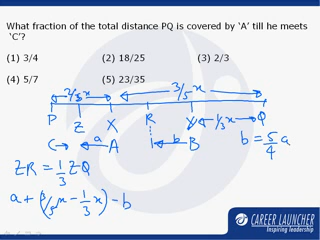 What fraction of the total distance PQ is covered by 'A' till he meets
'C'?
(1) 3/4 (2) 18/25 (3) 2/3
(4) 5/7 (5) 23/35
2/5 x 3/5 x
P Z X R Y 1/3 x Q
C → a A b B b = 5/4 a
ZR = 1/3 ZQ
a + (3/5 x - 1/3 x) - b
CAREER LAUNCHER
Inspiring leadership